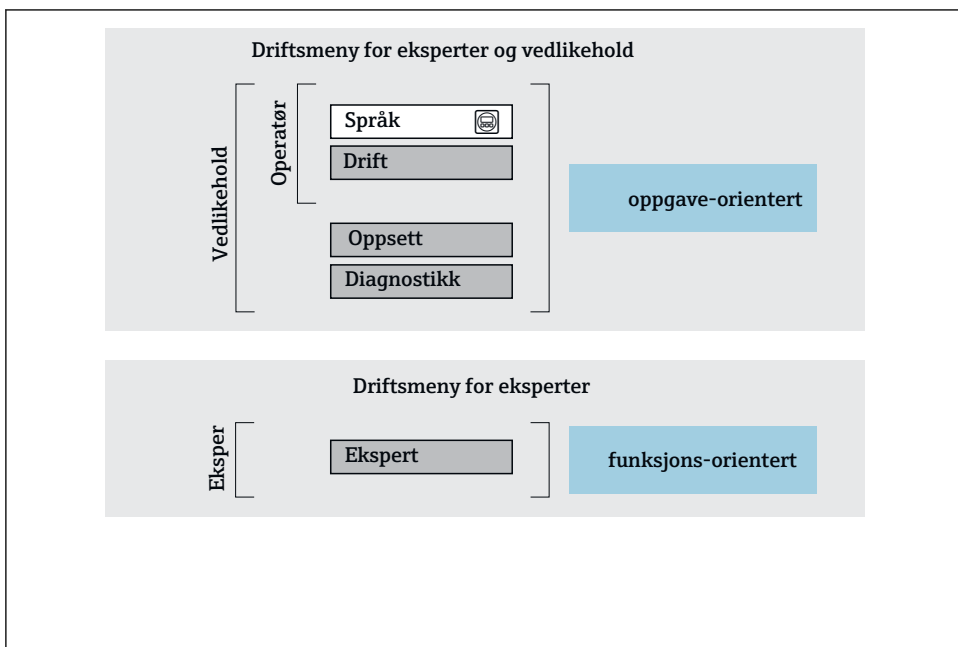 Driftsmeny for eksperter og vedlikehold
Vedlikehold
Operatør
Språk
Drift
Oppsett
Diagnostikk
oppgave-orientert
Driftsmeny for eksperter
Eksper
Ekspert
funksjons-orientert